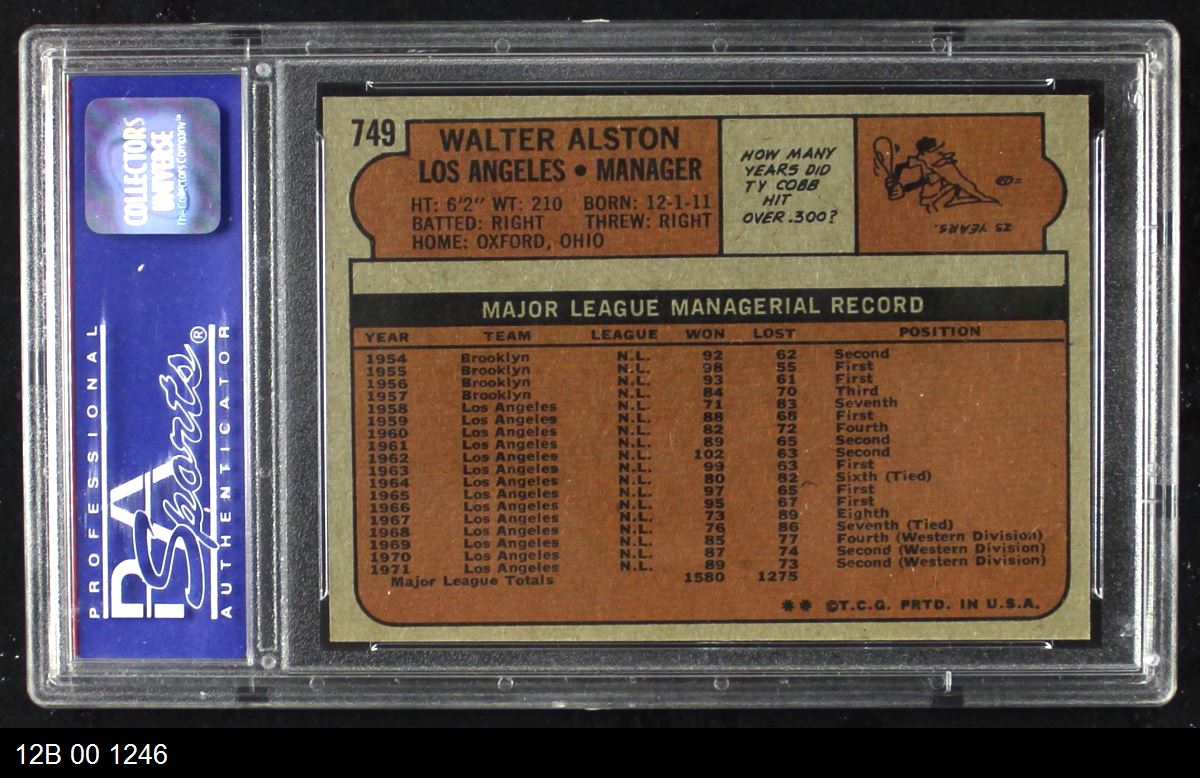 COLLECTORS
UNIVERSE
The Collectors Company™
PROFESSIONAL
PSA
Sports®
AUTHENTICATOR
749
WALTER ALSTON
LOS ANGELES • MANAGER
HT: 6'2" WT: 210 BORN: 12-1-11
BATTED: RIGHT THREW: RIGHT
HOME: OXFORD, OHIO
HOW MANY
YEARS DID
TY COBB
HIT
OVER .300?
23 YEARS.
MAJOR LEAGUE MANAGERIAL RECORD
YEAR TEAM LEAGUE WON LOST POSITION
1954 Brooklyn N.L. 92 62 Second
1955 Brooklyn N.L. 98 55 First
1956 Brooklyn N.L. 93 61 First
1957 Brooklyn N.L. 84 70 Third
1958 Los Angeles N.L. 71 83 Seventh
1959 Los Angeles N.L. 88 68 First
1960 Los Angeles N.L. 82 72 Fourth
1961 Los Angeles N.L. 89 65 Second
1962 Los Angeles N.L. 102 63 Second
1963 Los Angeles N.L. 99 63 First
1964 Los Angeles N.L. 80 82 Sixth (Tied)
1965 Los Angeles N.L. 97 65 First
1966 Los Angeles N.L. 95 67 First
1967 Los Angeles N.L. 73 89 Eighth
1968 Los Angeles N.L. 76 86 Seventh (Tied)
1969 Los Angeles N.L. 85 77 Fourth (Western Division)
1970 Los Angeles N.L. 87 74 Second (Western Division)
1971 Los Angeles N.L. 89 73 Second (Western Division)
Major League Totals 1580 1275
** ©T.C.G. PRTD. IN U.S.A.
12B 00 1246